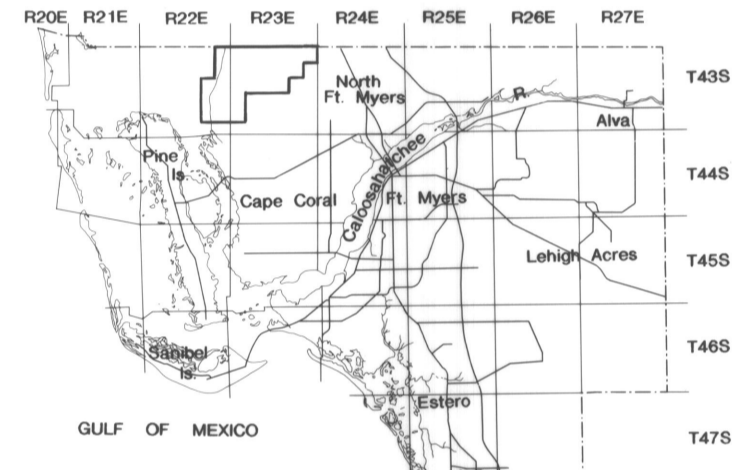 R20E R21E R22E R23E R24E R25E R26E R27E
T43S
North
Ft. Myers
R.
Alva
Pine
Is.
T44S
Caloosahatchee
Cape Coral
Ft. Myers
Lehigh Acres
T45S
Sanibel
Is.
T46S
Estero
GULF OF MEXICO
T47S